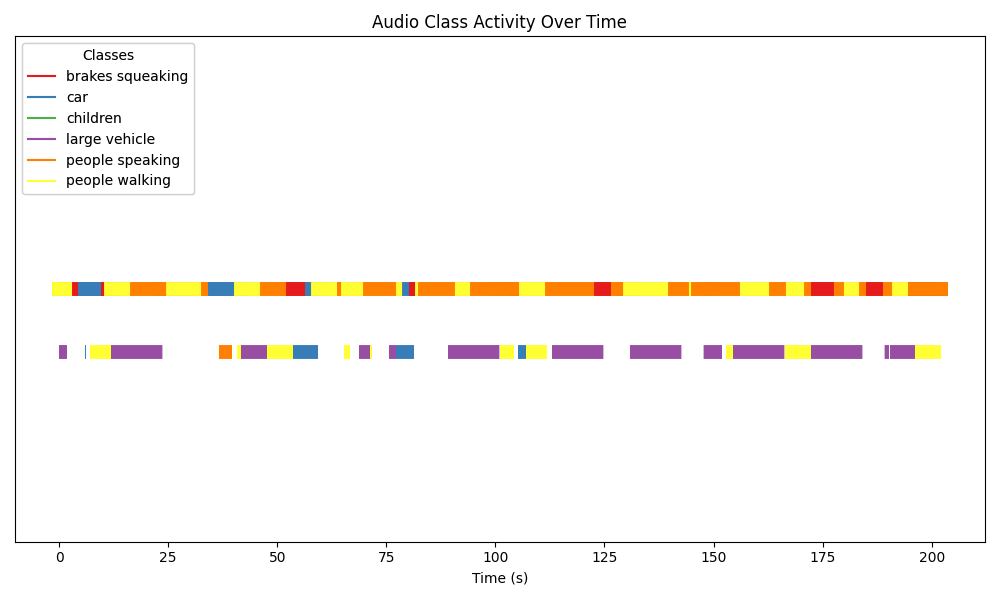 Audio Class Activity Over Time
Classes
brakes squeaking
car
children
large vehicle
people speaking
people walking
0 25 50 75 100 125 150 175 200
Time (s)